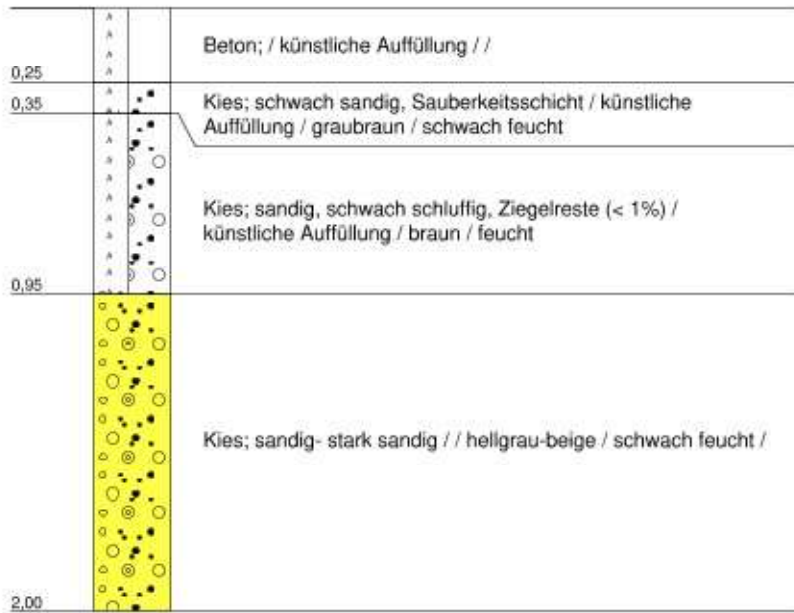 Beton; / künstliche Auffüllung / /
0,25
0,35
Kies; schwach sandig, Sauberkeitsschicht / künstliche
Auffüllung / graubraun / schwach feucht
Kies; sandig, schwach schluffig, Ziegelreste (< 1%) /
künstliche Auffüllung / braun / feucht
0,95
Kies; sandig- stark sandig / / hellgrau-beige / schwach feucht /
2,00